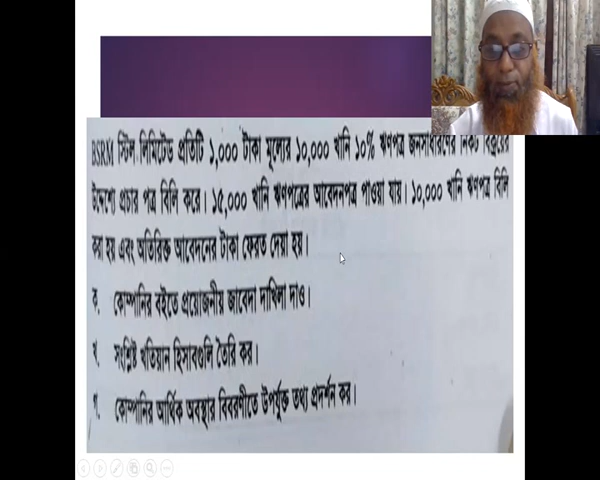 BSRM স্টিল লিমিটেড প্রতিটি ১,০০০ টাকা মূল্যের ১০,০০০ খানি ১০% ঋণপত্র জনসাধারণের নিকট বিক্রয়ের
উদ্দেশ্যে প্রচার পত্র বিলি করে। ১৫,০০০ খানি ঋণপত্রের আবেদনপত্র পাওয়া যায়। ১০,০০০ খানি ঋণপত্র বিলি
করা হয় এবং অতিরিক্ত আবেদনের টাকা ফেরত দেয়া হয়।
ক. কোম্পানির বইতে প্রয়োজনীয় জাবেদা দাখিলা দাও।
খ. সংশ্লিষ্ট খতিয়ান হিসাবগুলি তৈরি কর।
গ. কোম্পানির আর্থিক অবস্থার বিবরণীতে উপর্যুক্ত তথ্য প্রদর্শন কর।